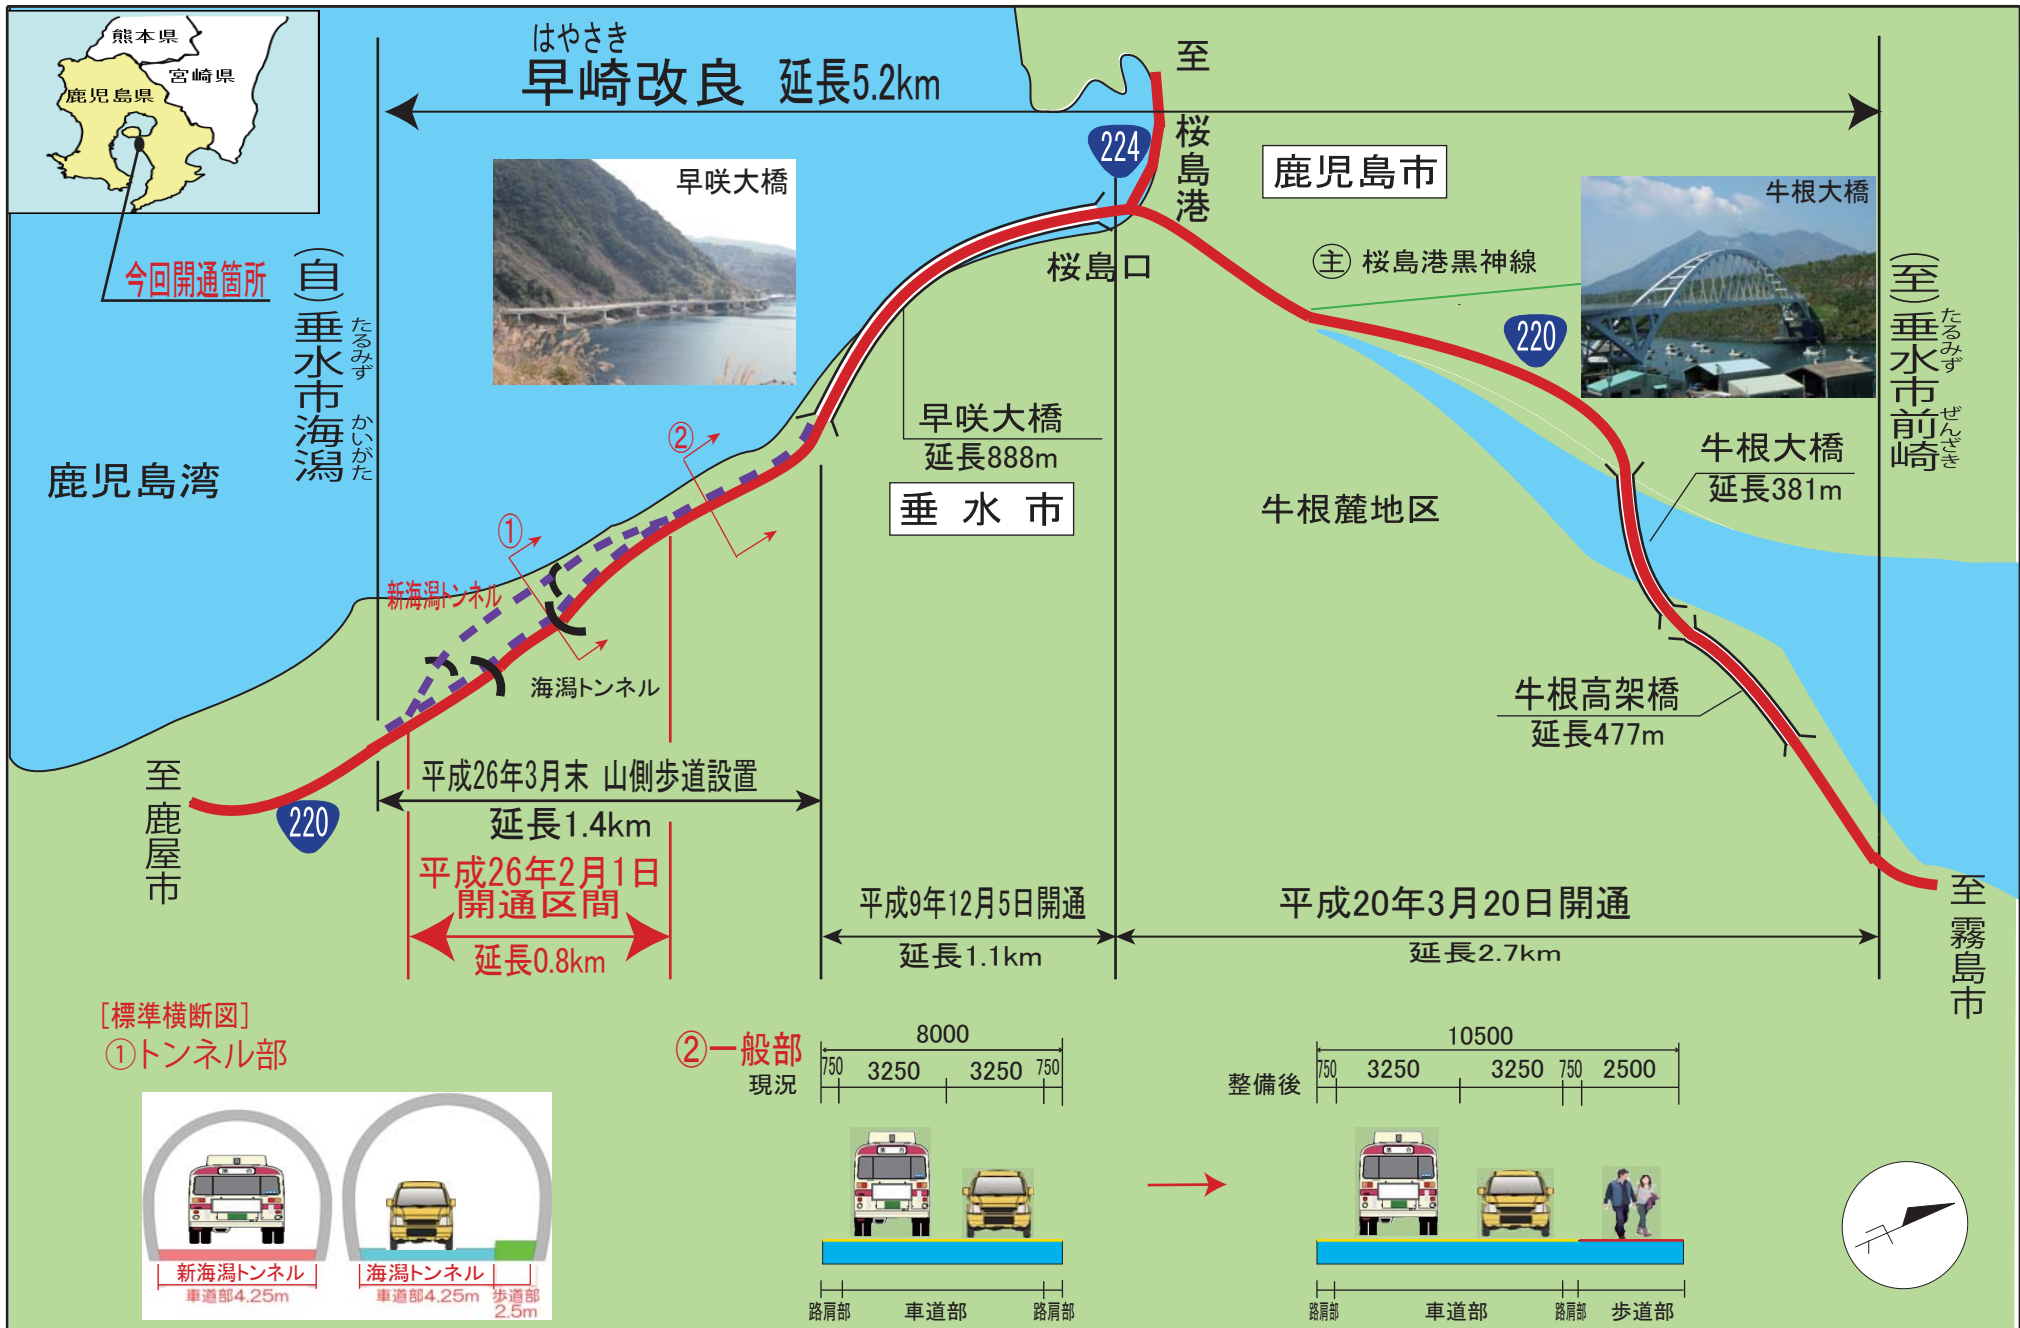 熊本県
宮崎県
鹿児島県
今回開通箇所
はやさき
早崎改良 延長5.2km
至 桜島港
224
鹿児島市
早咲大橋
牛根大橋
(自)垂水市海潟
たるみず かいがた
(至)垂水市前崎
たるみず ぜんざき
桜島口
主 桜島港黒神線
220
鹿児島湾
早咲大橋
延長888m
垂水市
牛根麓地区
牛根大橋
延長381m
②
①
新海潟トンネル
海潟トンネル
牛根高架橋
延長477m
至 鹿屋市
220
平成26年3月末 山側歩道設置
延長1.4km
平成26年2月1日
開通区間
延長0.8km
平成9年12月5日開通
延長1.1km
平成20年3月20日開通
延長2.7km
至 霧島市
[標準横断図]
①トンネル部
新海潟トンネル
車道部4.25m
海潟トンネル
車道部4.25m
歩道部
2.5m
②一般部
現況
8000
750 3250 3250 750
路肩部 車道部 路肩部
整備後
10500
750 3250 3250 750 2500
路肩部 車道部 路肩部 歩道部